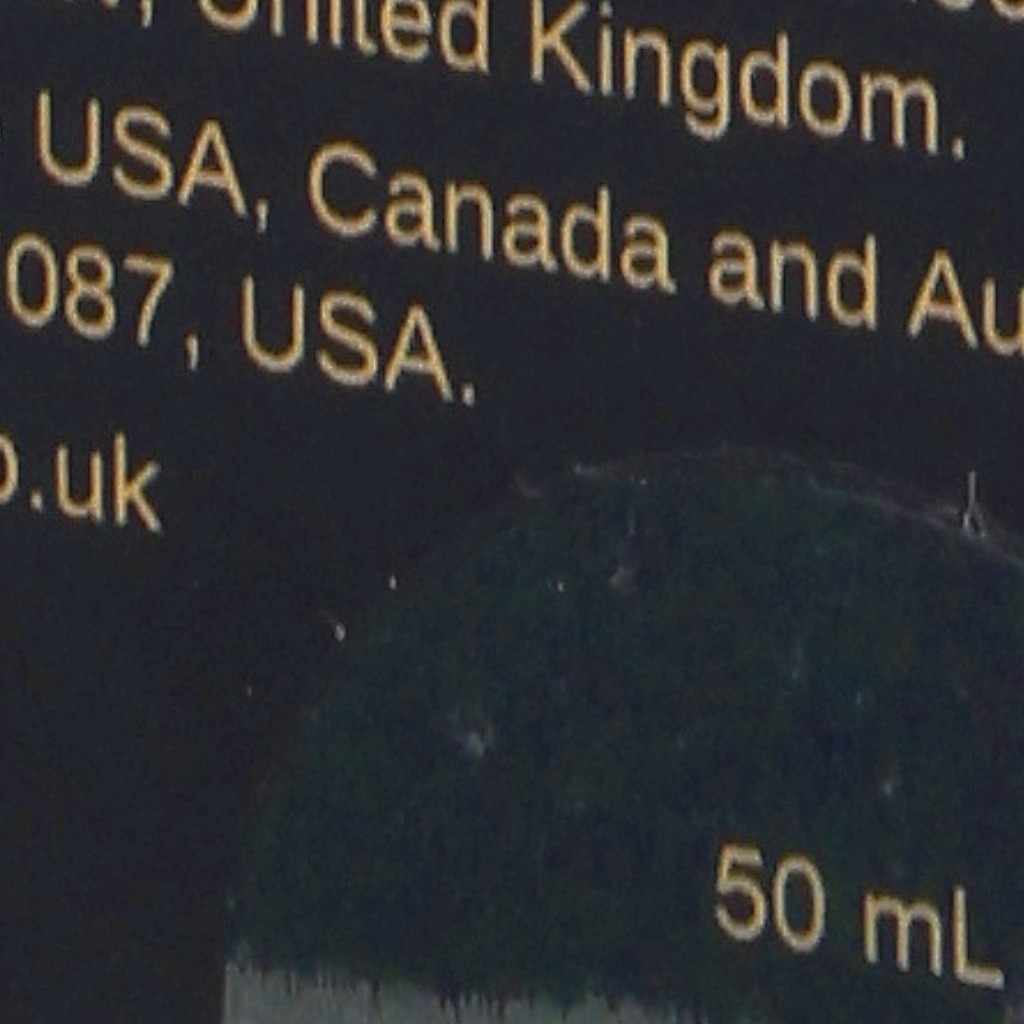 United Kingdom.
USA, Canada and Au
087, USA.
.uk
50 mL